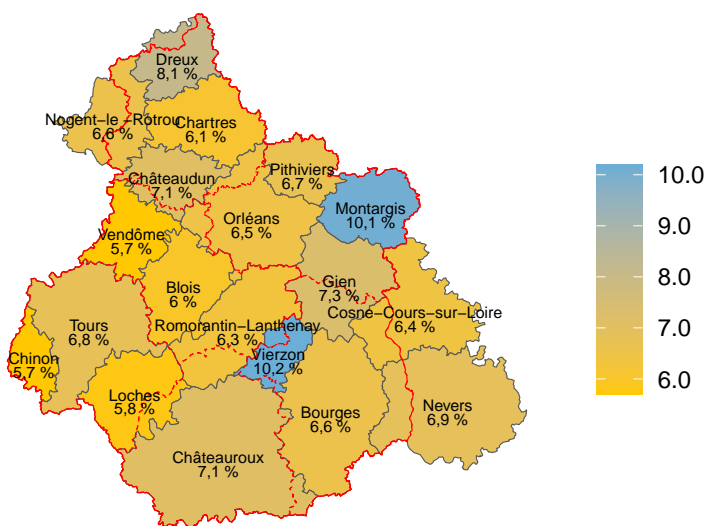 Dreux
8,1 %
Nogent-le -Rotrou
6,6 %
Chartres
6,1 %
Châteaudun
7,1 %
Pithiviers
6,7 %
Montargis
10,1 %
Orléans
6,5 %
Vendôme
5,7 %
Blois
6 %
Gien
7,3 %
Cosne-Cours-sur-Loire
6,4 %
Tours
6,8 %
Romorantin-Lanthenay
6,3 %
Vierzon
10,2 %
Chinon
5,7 %
Loches
5,8 %
Bourges
6,6 %
Nevers
6,9 %
Châteauroux
7,1 %
10.0
9.0
8.0
7.0
6.0